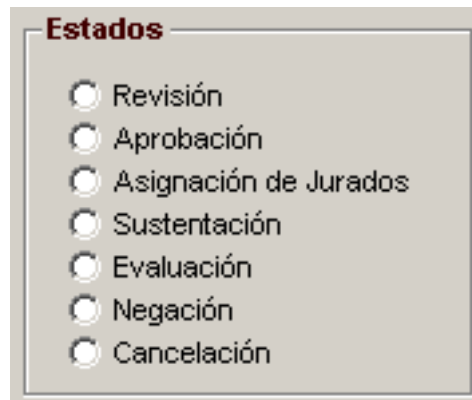 Estados
Revisión
Aprobación
Asignación de Jurados
Sustentación
Evaluación
Negación
Cancelación